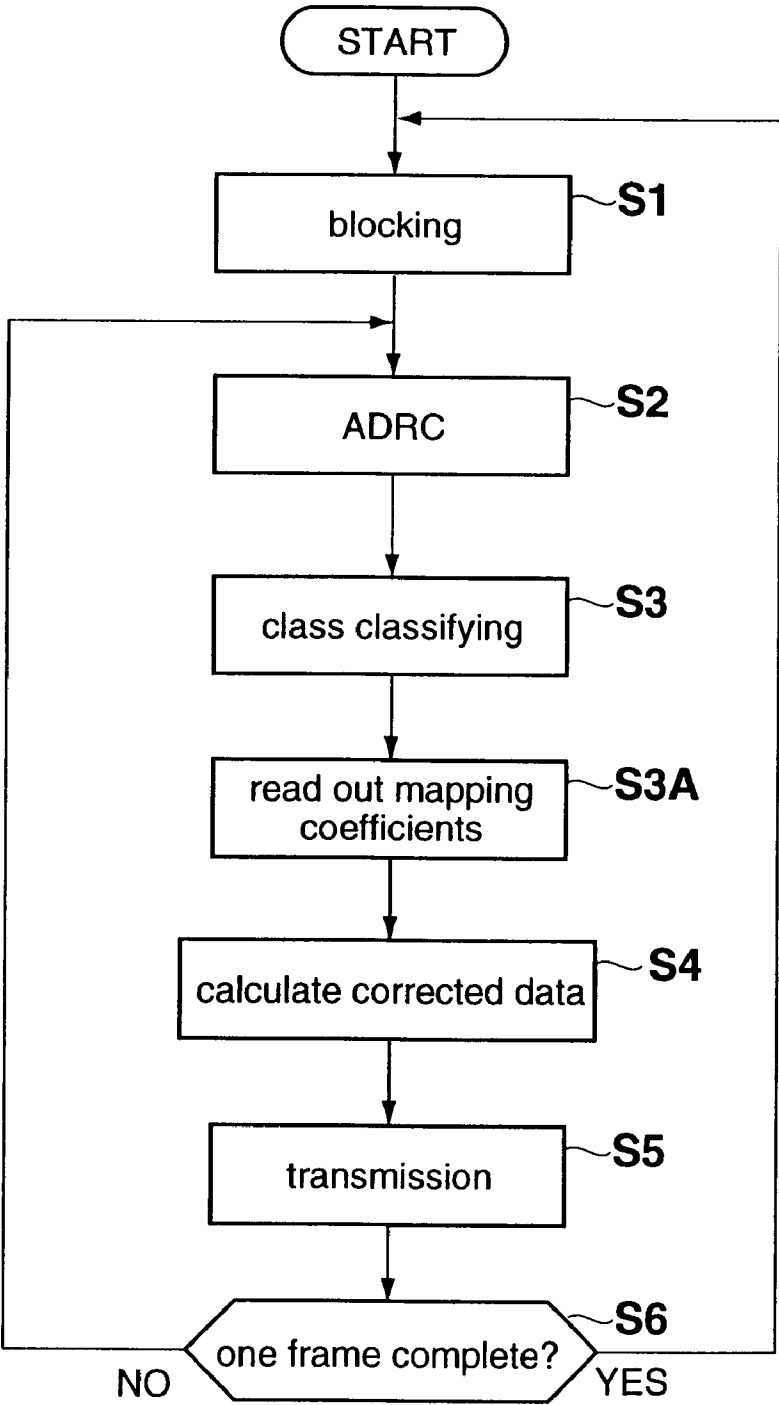 START
blocking
S1
ADRC
S2
class classifying
S3
read out mapping
coefficients
S3A
calculate corrected data
S4
transmission
S5
one frame complete?
S6
NO
YES